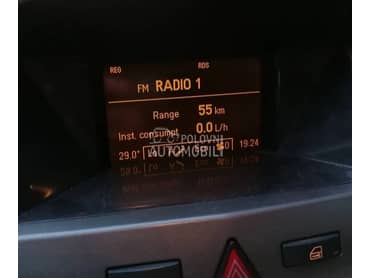 REG RDS
FM RADIO 1
Range 55 km
Inst. consumpt 0.0 L/h
POLOVNI
AUTOMOBILI
29.0° 19:24